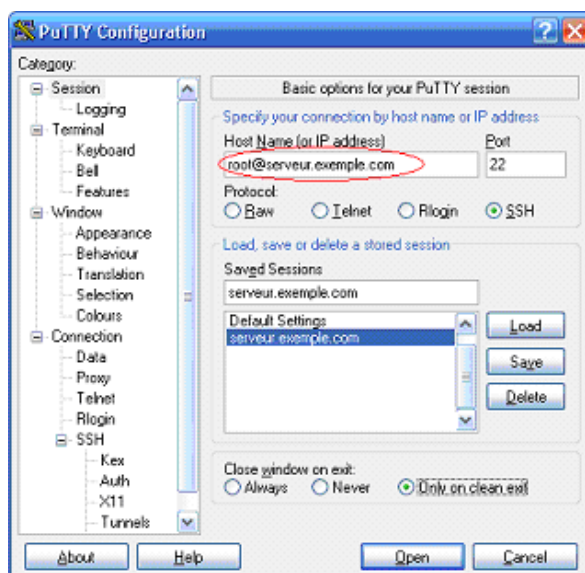 PuTTY Configuration
Category:
Session
Logging
Terminal
Keyboard
Bell
Features
Window
Appearance
Behaviour
Translation
Selection
Colours
Connection
Data
Proxy
Telnet
Rlogin
SSH
Kex
Auth
X11
Tunnels
Basic options for your PuTTY session
Specify your connection by host name or IP address
Host Name (or IP address) Port
root@serveur.exemple.com 22
Protocol:
Raw Telnet Rlogin SSH
Load, save or delete a stored session
Saved Sessions
serveur.exemple.com
Default Settings
serveur.exemple.com
Load
Save
Delete
Close window on exit:
Always Never Only on clean exit
About Help Open Cancel